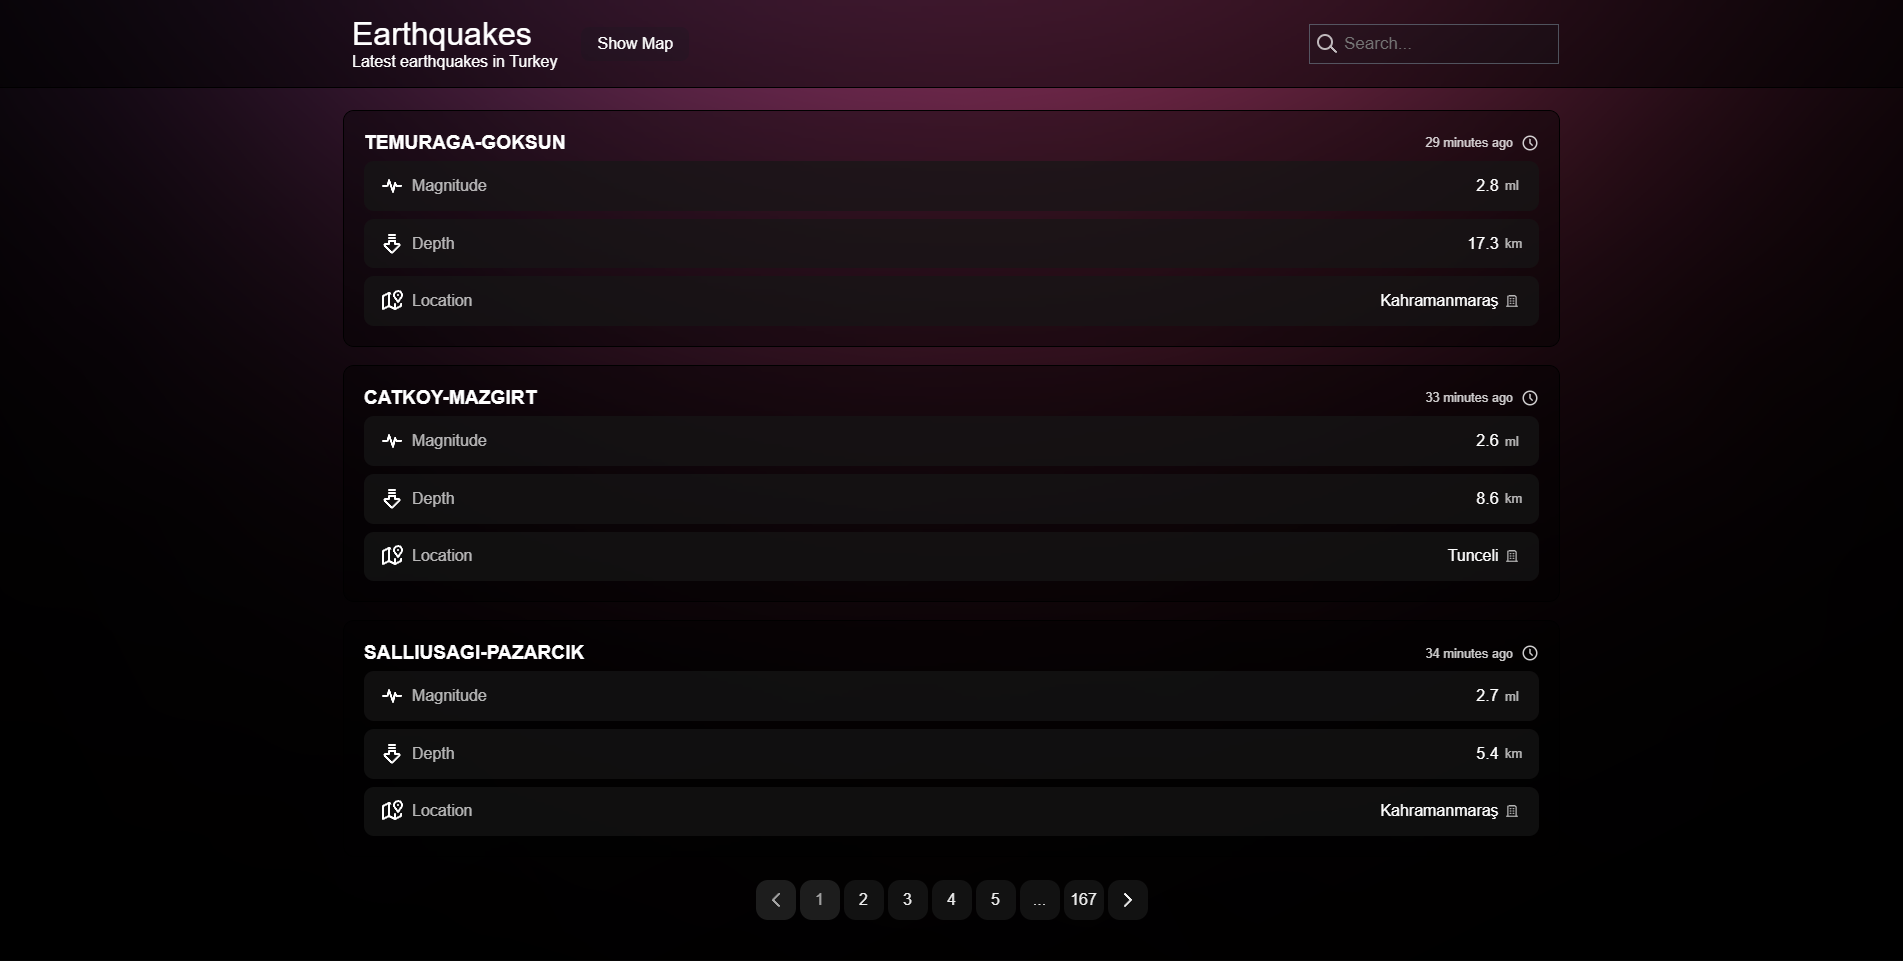 Earthquakes
Latest earthquakes in Turkey
Show Map
Search...
TEMURAGA-GOKSUN
29 minutes ago
Magnitude
2.8 ml
Depth
17.3 km
Location
Kahramanmaraş
CATKOY-MAZGIRT
33 minutes ago
Magnitude
2.6 ml
Depth
8.6 km
Location
Tunceli
SALLIUSAGI-PAZARCIK
34 minutes ago
Magnitude
2.7 ml
Depth
5.4 km
Location
Kahramanmaraş
1 2 3 4 5 ... 167